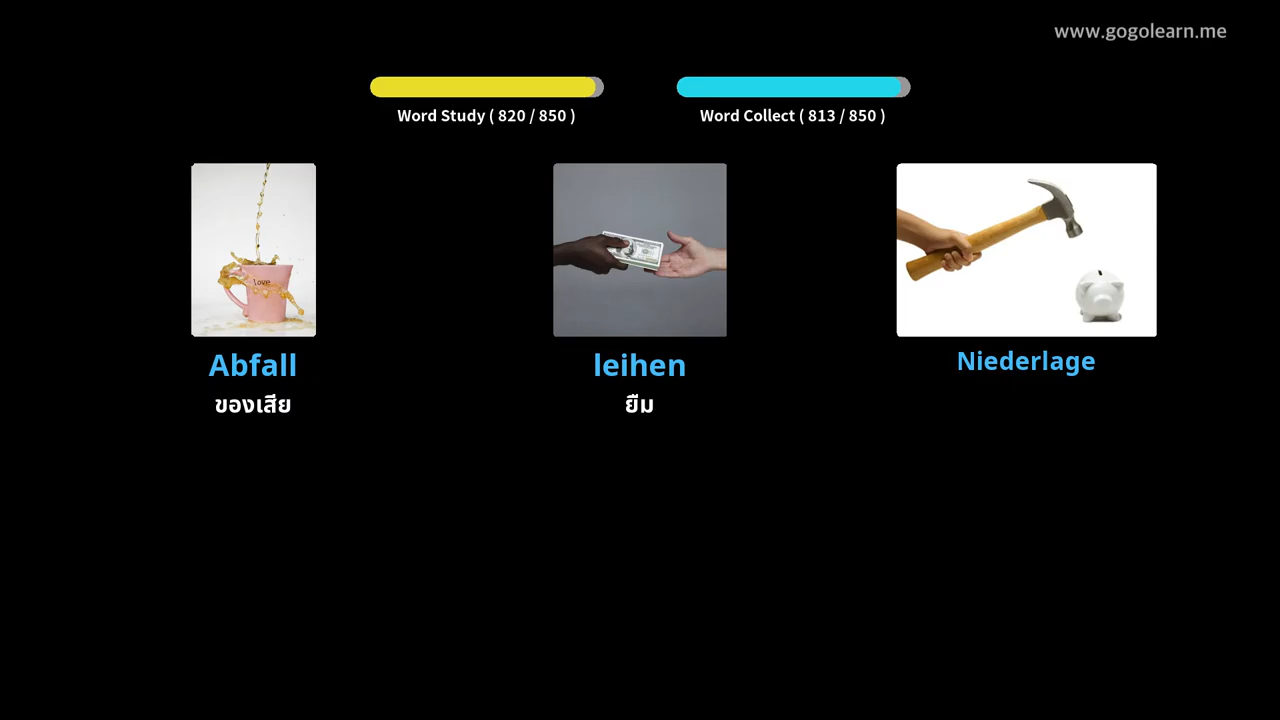 www.gogolearn.me
Word Study ( 820 / 850 )
Word Collect ( 813 / 850 )
love
Abfall
leihen
Niederlage
ของเสีย
ยืม